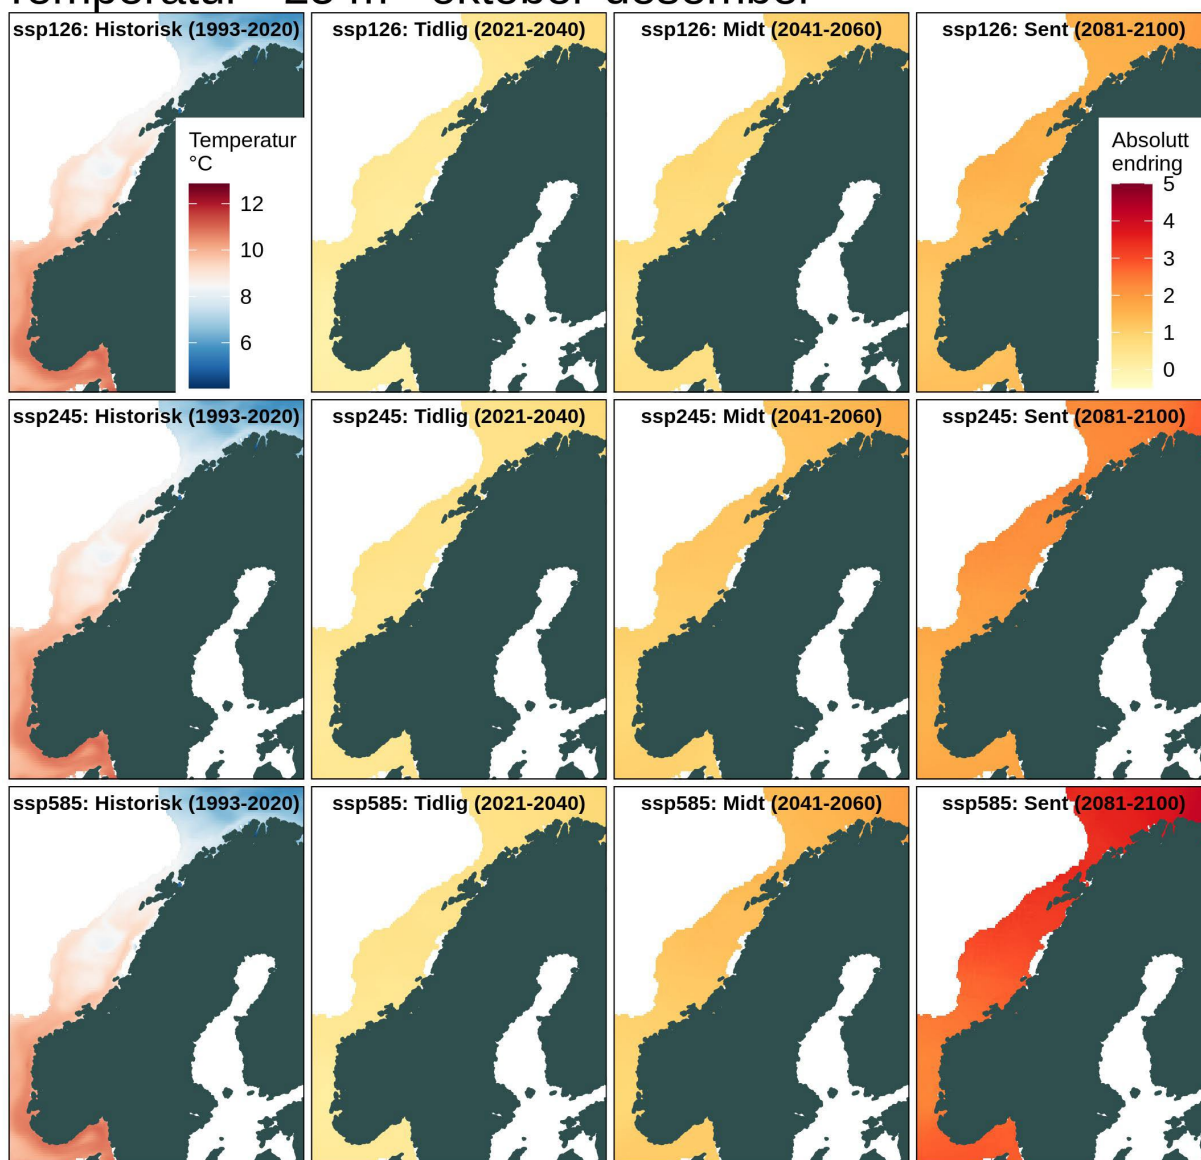 ssp126: Historisk (1993-2020)
ssp126: Tidlig (2021-2040)
ssp126: Midt (2041-2060)
ssp126: Sent (2081-2100)
Temperatur
°C
12
10
8
6
Absolutt
endring
5
4
3
2
1
0
ssp245: Historisk (1993-2020)
ssp245: Tidlig (2021-2040)
ssp245: Midt (2041-2060)
ssp245: Sent (2081-2100)
ssp585: Historisk (1993-2020)
ssp585: Tidlig (2021-2040)
ssp585: Midt (2041-2060)
ssp585: Sent (2081-2100)